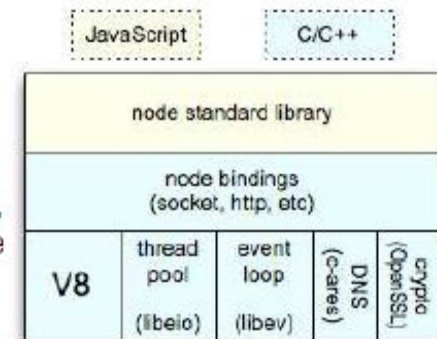 JavaScript
C/C++
node standard library
node bindings
(socket, http, etc)
V8
thread
pool
(libeio)
event
loop
(libev)
DNS
(c-ares)
crypto
(OpenSSL)